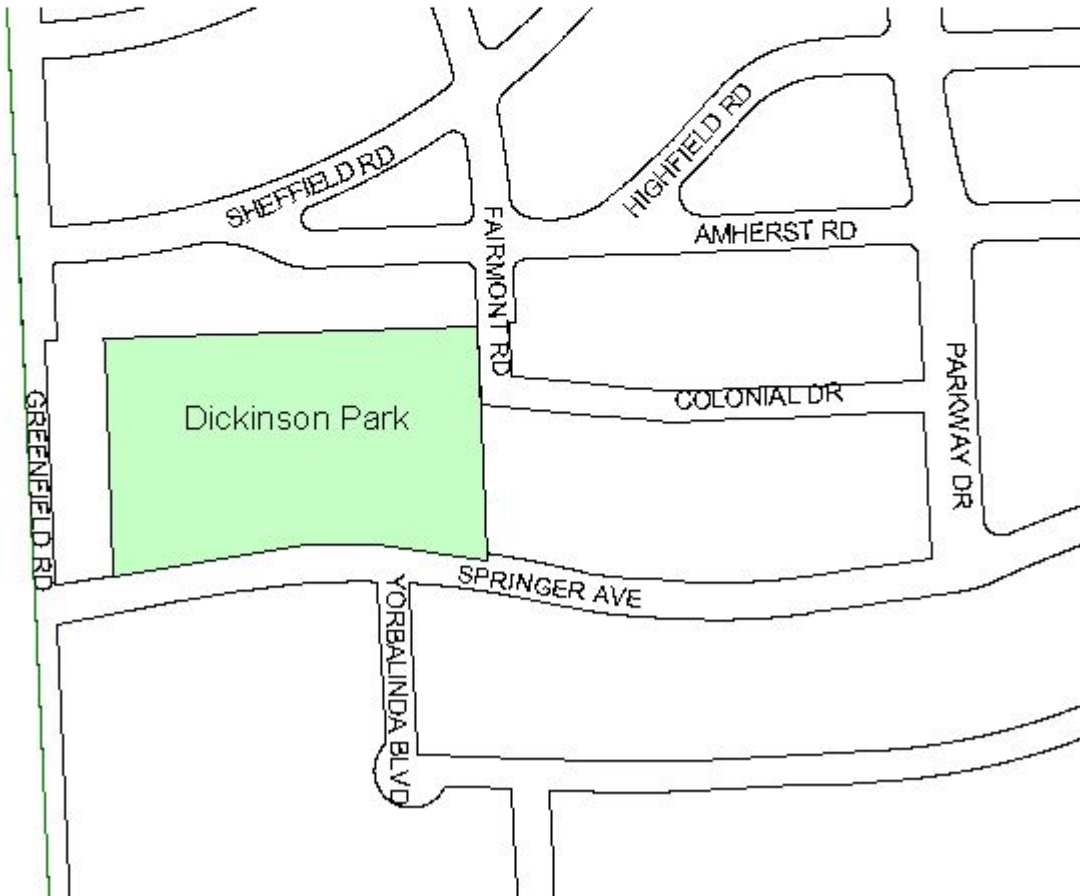 SHEFFIELD RD
HIGHFIELD RD
FAIRMONT RD
AMHERST RD
Dickinson Park
COLONIAL DR
PARKWAY DR
GREENFIELD RD
SPRINGER AVE
YORBALINDA BLVD